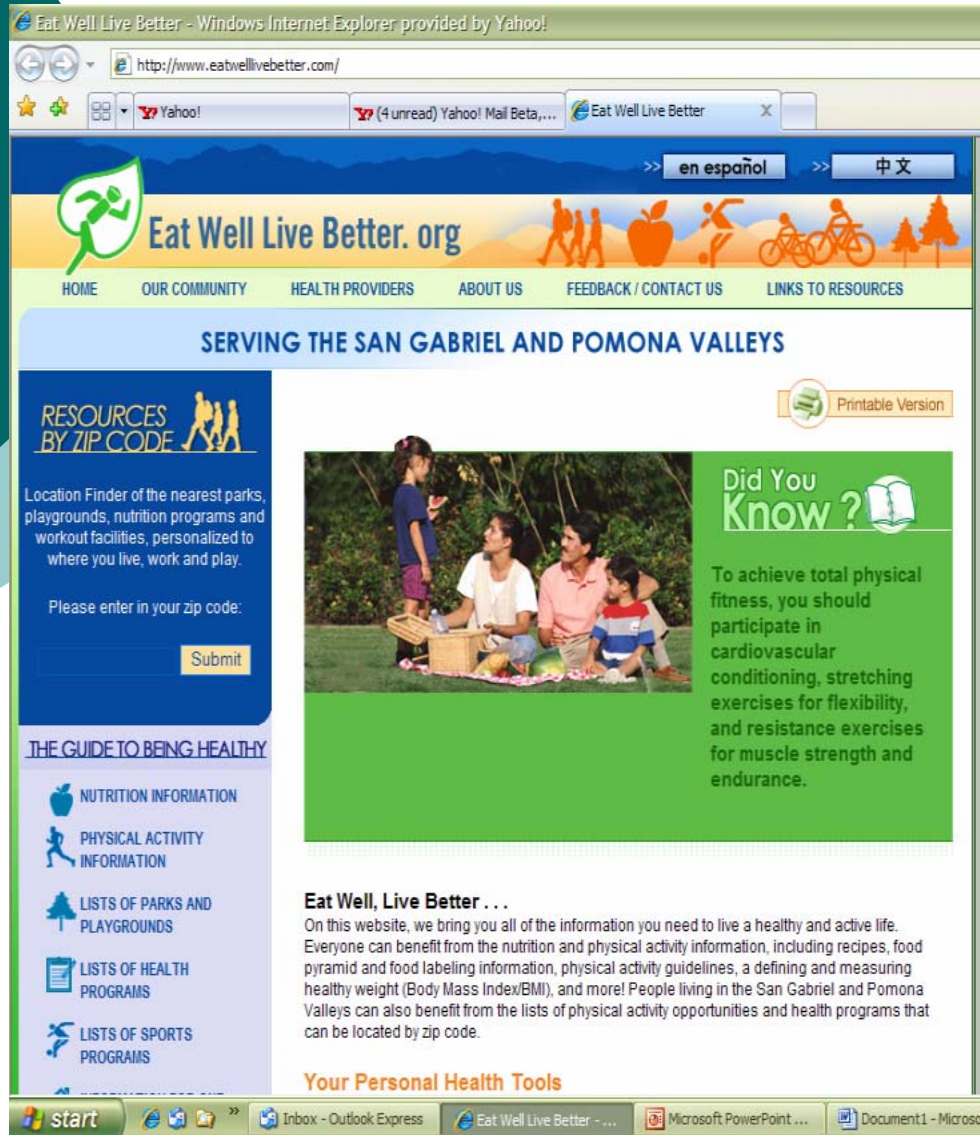 Eat Well Live Better - Windows Internet Explorer provided by Yahoo!
http://www.eatwelllivebetter.com/
Yahoo!
(4 unread) Yahoo! Mail Beta,...
Eat Well Live Better
X
>> en español
>> 中文
Eat Well Live Better. org
HOME
OUR COMMUNITY
HEALTH PROVIDERS
ABOUT US
FEEDBACK / CONTACT US
LINKS TO RESOURCES
SERVING THE SAN GABRIEL AND POMONA VALLEYS
RESOURCES
BY ZIP CODE
Location Finder of the nearest parks,
playgrounds, nutrition programs and
workout facilities, personalized to
where you live, work and play.
Please enter in your zip code:
Submit
THE GUIDE TO BEING HEALTHY
NUTRITION INFORMATION
PHYSICAL ACTIVITY
INFORMATION
LISTS OF PARKS AND
PLAYGROUNDS
LISTS OF HEALTH
PROGRAMS
LISTS OF SPORTS
PROGRAMS
Printable Version
Did You
Know ?
To achieve total physical
fitness, you should
participate in
cardiovascular
conditioning, stretching
exercises for flexibility,
and resistance exercises
for muscle strength and
endurance.
Eat Well, Live Better . . .
On this website, we bring you all of the information you need to live a healthy and active life.
Everyone can benefit from the nutrition and physical activity information, including recipes, food
pyramid and food labeling information, physical activity guidelines, a defining and measuring
healthy weight (Body Mass Index/BMI), and more! People living in the San Gabriel and Pomona
Valleys can also benefit from the lists of physical activity opportunities and health programs that
can be located by zip code.
Your Personal Health Tools
start
Inbox - Outlook Express
Eat Well Live Better - ...
Microsoft PowerPoint ...
Document1 - Micros